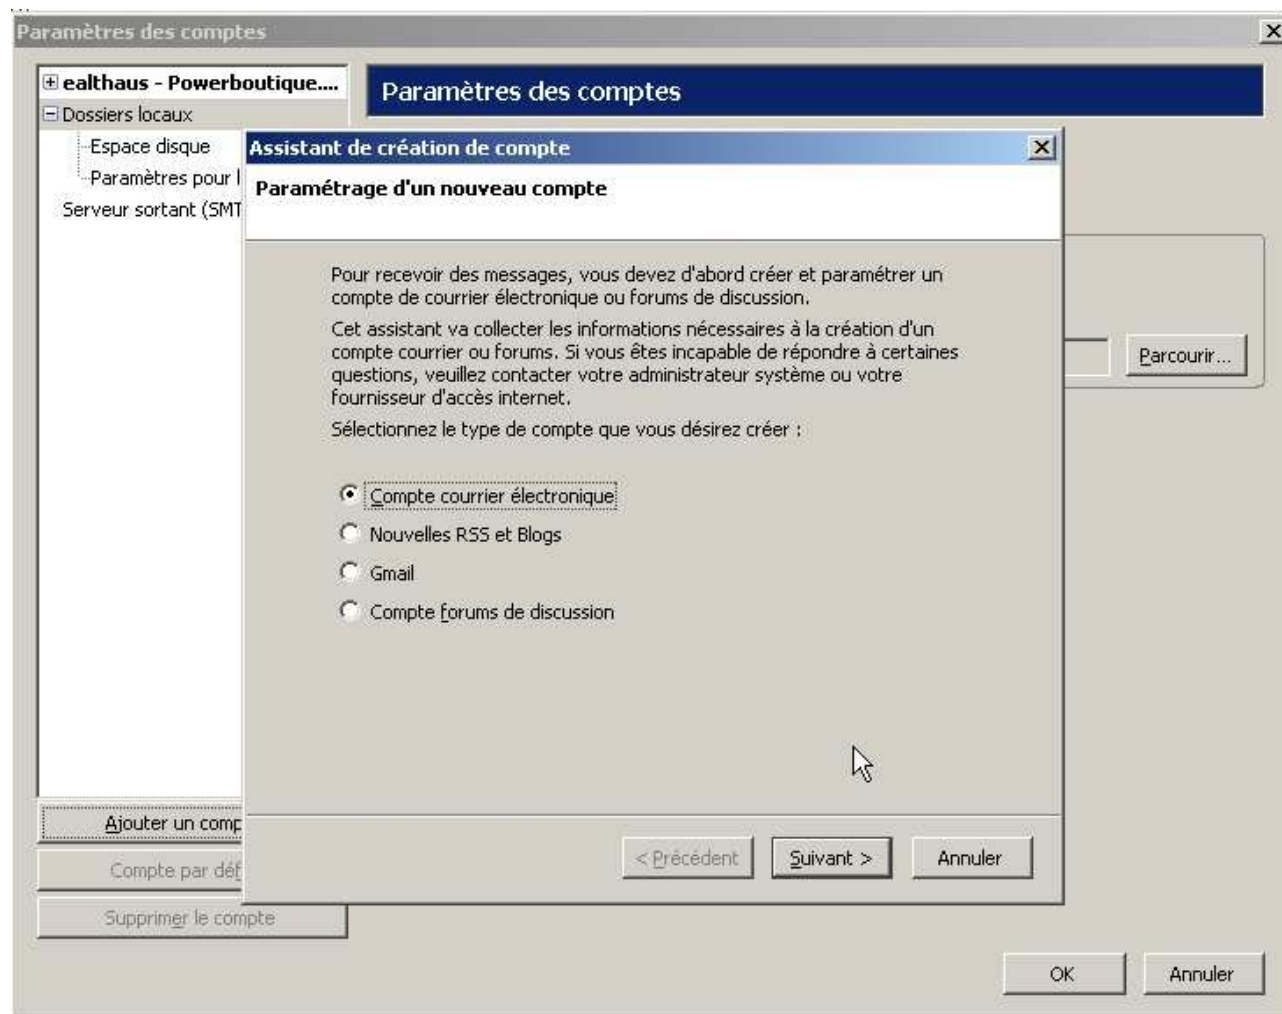 Paramètres des comptes
ealthaus - Powerboutique....
Dossiers locaux
Espace disque
Paramètres pour l
Serveur sortant (SMT
Ajouter un comp
Compte par déf
Supprimer le compte
Paramètres des comptes
Parcourir...
Assistant de création de compte
Paramétrage d'un nouveau compte
Pour recevoir des messages, vous devez d'abord créer et paramétrer un
compte de courrier électronique ou forums de discussion.
Cet assistant va collecter les informations nécessaires à la création d'un
compte courrier ou forums. Si vous êtes incapable de répondre à certaines
questions, veuillez contacter votre administrateur système ou votre
fournisseur d'accès internet.
Sélectionnez le type de compte que vous désirez créer :
Compte courrier électronique
Nouvelles RSS et Blogs
Gmail
Compte forums de discussion
< Précédent
Suivant >
Annuler
OK
Annuler